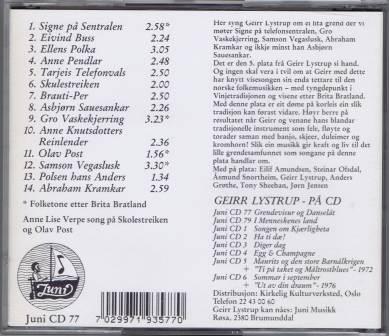 1. Signe på Sentralen 2.58*
2. Eivind Buss 2.24
3. Ellens Polka 3.05
4. Anne Pendlar 2.48
5. Tarjeis Telefonvals 2.50
6. Skulestreiken 2.00
7. Brauti-Per 2.50
8. Asbjørn Sauesankar 2.26
9. Gro Vaskekjerring 3.23*
10. Anne Knutsdotters
Reinlender 2.36
11. Olav Post 1.56*
12. Samson Vegaslusk 3.30*
13. Polsen hans Anders 1.34
14. Abraham Kramkar 2.59
* Folketone etter Brita Bratland
Anne Lise Verpe song på Skolestreiken
og Olav Post
Juni
Juni CD 77
7 029971 935770
Her syng Geirr Lystrup om ei lita grend der vi
møter Signe på telefonsentralen, Gro
Vaskekjerring, Samson Vegaslusk, Abraham
Kramkar og ikkje minst han Asbjørn
Sauesankar.
Det er den 5. plata frå Geirr Lystrup si hand.
Og ingen skal vera i tvil om at Geirr med dette
har knytt visesongen sin enda tettare til den
norske folkemusikken – med tyngdepunkt i
Vinjetradisjonen og visene etter Brita Bratland.
Med denne plata er eit døme på korleis ein slik
tradisjon kan føast vidare. Høyr berre på
resultatet når Geirr og venane hans blandar
tradisjonelle instrument som fele, fløyte og
torader saman med banjo, skjeer, dulcimer og
kromhorn!). Slik ein musikk gir kraft og liv til det
lille grendesamfunnet som songane på denne
plata handlar om.
Med på plata er: Eilif Amundsen, Steinar Ofsdal,
Åsmund Snortheim, Geirr Lystrup, Anders
Grøthe, Tony Sheehan, Jørn Jensen
GEIRR LYSTRUP - PÅ CD
Juni CD 77 Grendevisur og Danselåt
Juni CD 79 I Menneskenes land
Juni CD 1 Songen om Kjærligheta
Juni CD 2 Ha ti da!
Juni CD 3 Diger dag
Juni CD 4 Egg & Champagne
Juni CD 5 Maurits og den store Barnålkrigen
+ "Ti på taket og Måltrostblues" - 1972
Juni CD 6 Sommar i september
+ "Ut av din draum" - 1976
Distribusjon: Kirkelig Kulturverksted, Oslo
Telefon 22 43 00 60
Geirr Lystrup kan nåes: Juni Musikk
Røsa, 2380 Brumunddal